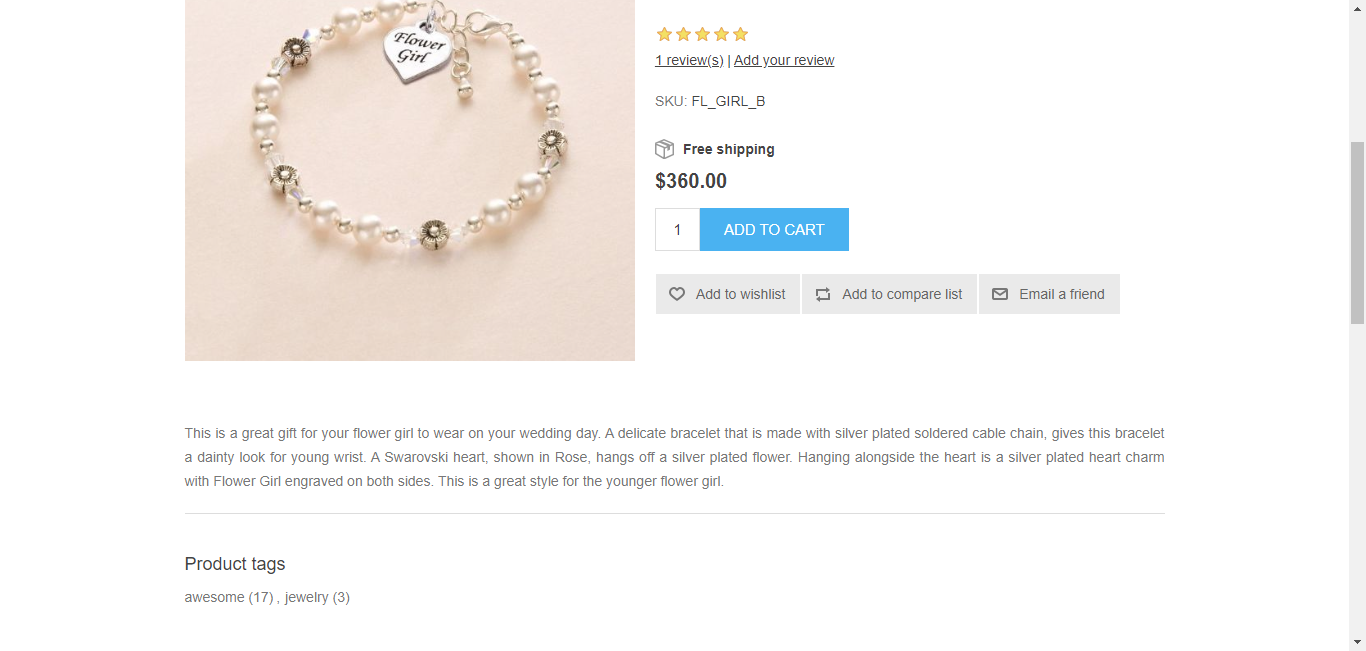 Flower
Girl
1 review(s) | Add your review
SKU: FL_GIRL_B
Free shipping
$360.00
1 ADD TO CART
Add to wishlist Add to compare list Email a friend
This is a great gift for your flower girl to wear on your wedding day. A delicate bracelet that is made with silver plated soldered cable chain, gives this bracelet
a dainty look for young wrist. A Swarovski heart, shown in Rose, hangs off a silver plated flower. Hanging alongside the heart is a silver plated heart charm
with Flower Girl engraved on both sides. This is a great style for the younger flower girl.
Product tags
awesome (17) , jewelry (3)